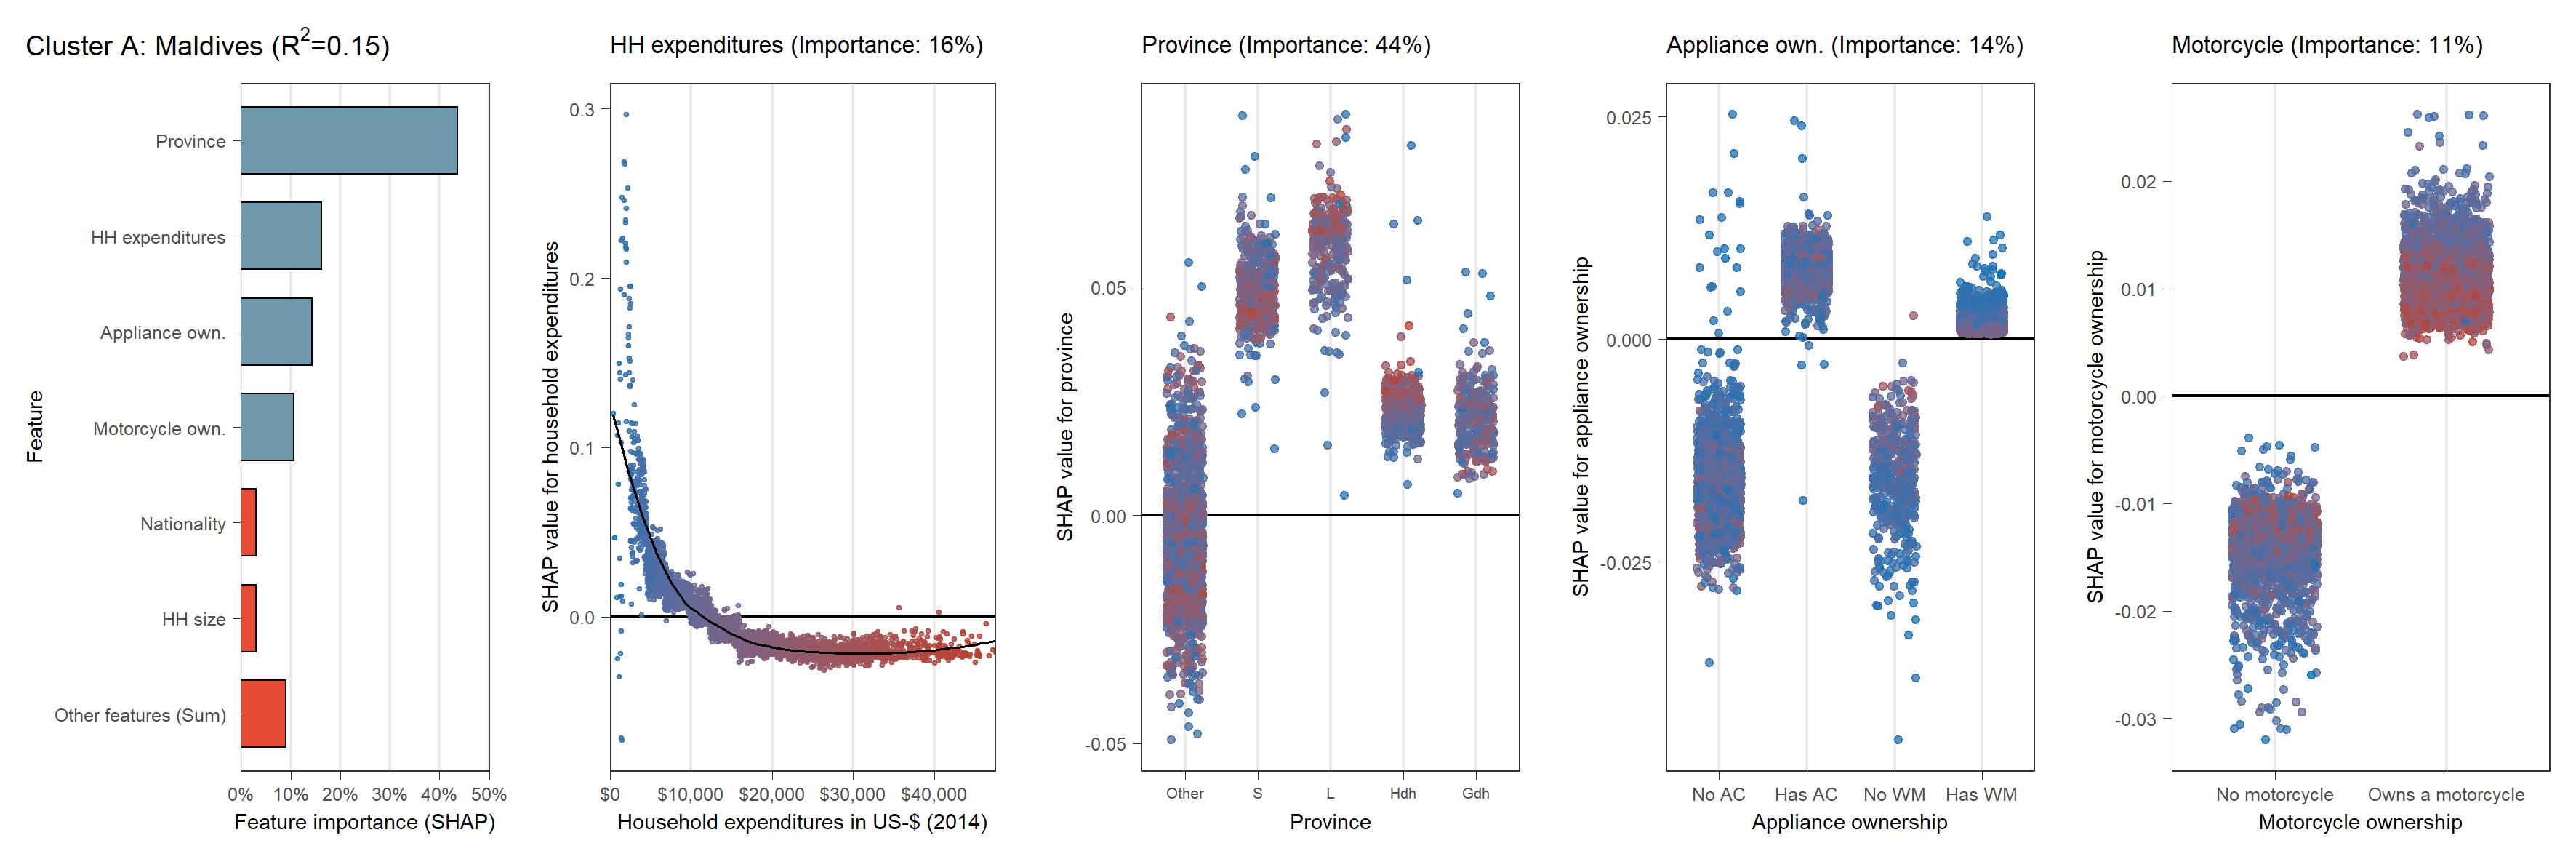 Cluster A: Maldives (R2=0.15)
Feature
Province
HH expenditures
Appliance own.
Motorcycle own.
Nationality
HH size
Other features (Sum)
0% 10% 20% 30% 40% 50%
Feature importance (SHAP)
HH expenditures (Importance: 16%)
SHAP value for household expenditures
0.3
0.2
0.1
0.0
$0 $10,000 $20,000 $30,000 $40,000
Household expenditures in US-$ (2014)
Province (Importance: 44%)
SHAP value for province
0.05
0.00
-0.05
Other S L Hdh Gdh
Province
Appliance own. (Importance: 14%)
SHAP value for appliance ownership
0.025
0.000
-0.025
No AC Has AC No WM Has WM
Appliance ownership
Motorcycle (Importance: 11%)
SHAP value for motorcycle ownership
0.02
0.01
0.00
-0.01
-0.02
-0.03
No motorcycle Owns a motorcycle
Motorcycle ownership